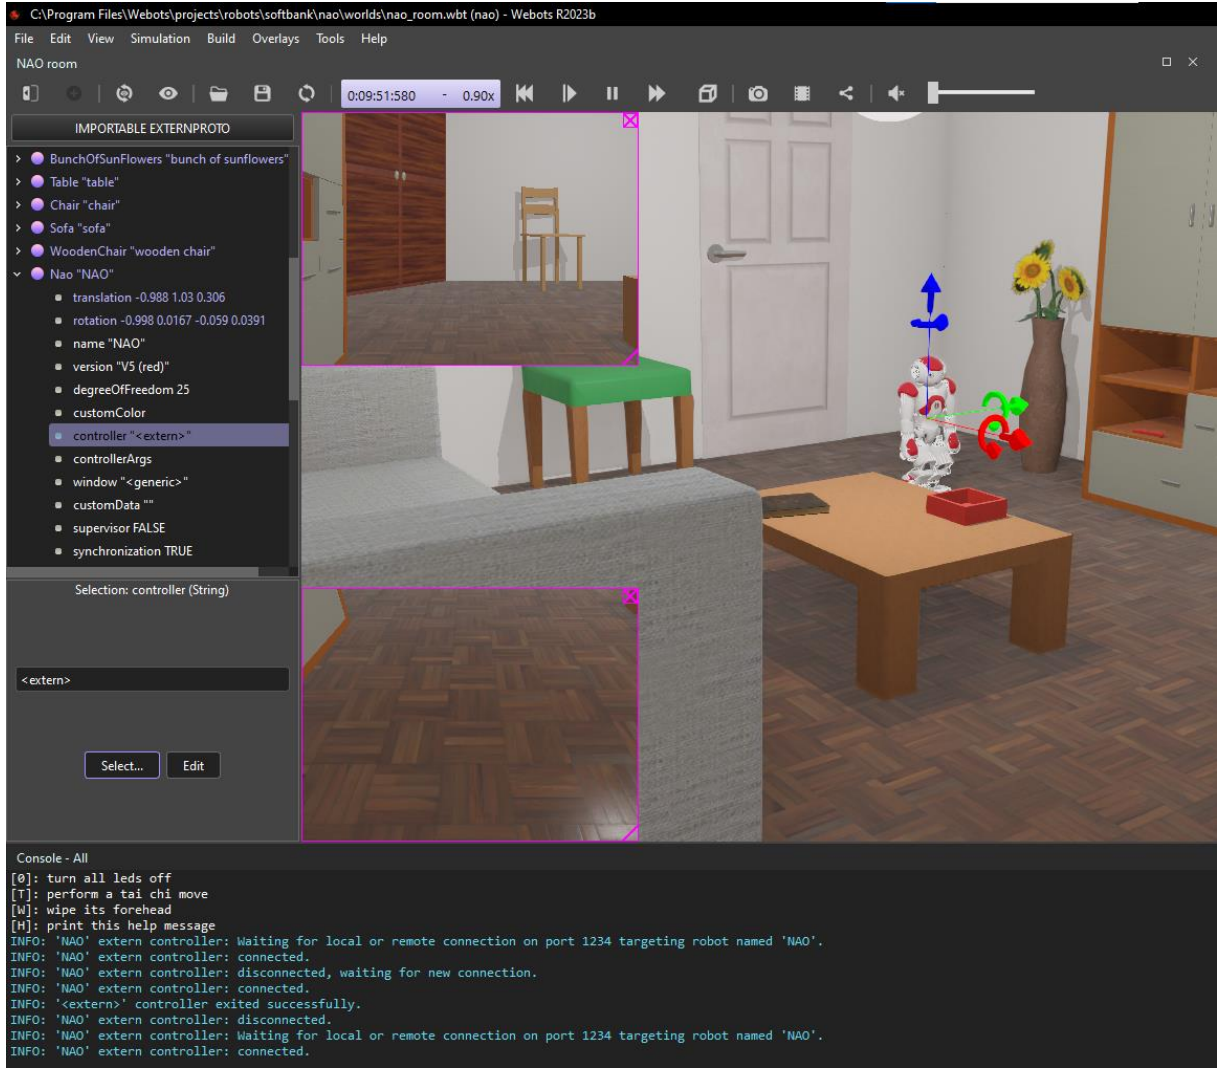 C:\Program Files\Webots\projects\robots\softbank\nao\worlds\nao_room.wbt (nao) - Webots R2023b
File Edit View Simulation Build Overlays Tools Help
NAO room
0:09:51:580 - 0.90x
IMPORTABLE EXTERNPROTO
BunchOfSunFlowers "bunch of sunflowers"
Table "table"
Chair "chair"
Sofa "sofa"
WoodenChair "wooden chair"
Nao "NAO"
translation -0.988 1.03 0.306
rotation -0.998 0.0167 -0.059 0.0391
name "NAO"
version "V5 (red)"
degreeOfFreedom 25
customColor
controller "<extern>"
controllerArgs
window "<generic>"
customData ""
supervisor FALSE
synchronization TRUE
Selection: controller (String)
<extern>
Select... Edit
Console - All
[0]: turn all leds off
[T]: perform a tai chi move
[W]: wipe its forehead
[H]: print this help message
INFO: 'NAO' extern controller: Waiting for local or remote connection on port 1234 targeting robot named 'NAO'.
INFO: 'NAO' extern controller: connected.
INFO: 'NAO' extern controller: disconnected, waiting for new connection.
INFO: 'NAO' extern controller: connected.
INFO: '<extern>' controller exited successfully.
INFO: 'NAO' extern controller: disconnected.
INFO: 'NAO' extern controller: Waiting for local or remote connection on port 1234 targeting robot named 'NAO'.
INFO: 'NAO' extern controller: connected.